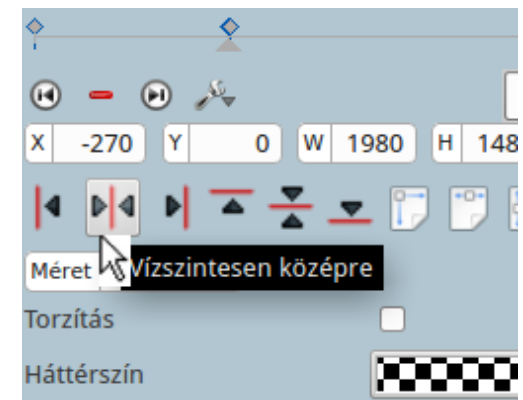 X -270 Y 0 W 1980 H 148
Méret Vízszintesen középre
Torzítás
Háttérszín